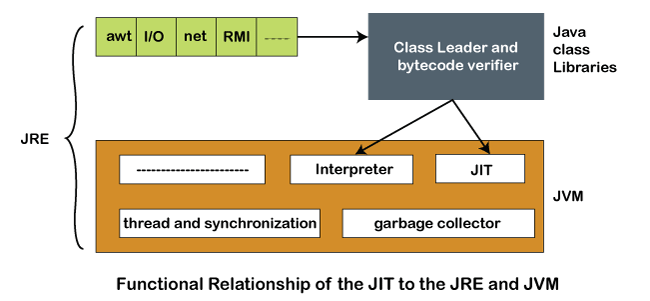 awt I/O net RMI ----
Class Leader and
bytecode verifier
Java
class
Libraries
JRE
----------------------- Interpreter JIT
JVM
thread and synchronization garbage collector
Functional Relationship of the JIT to the JRE and JVM